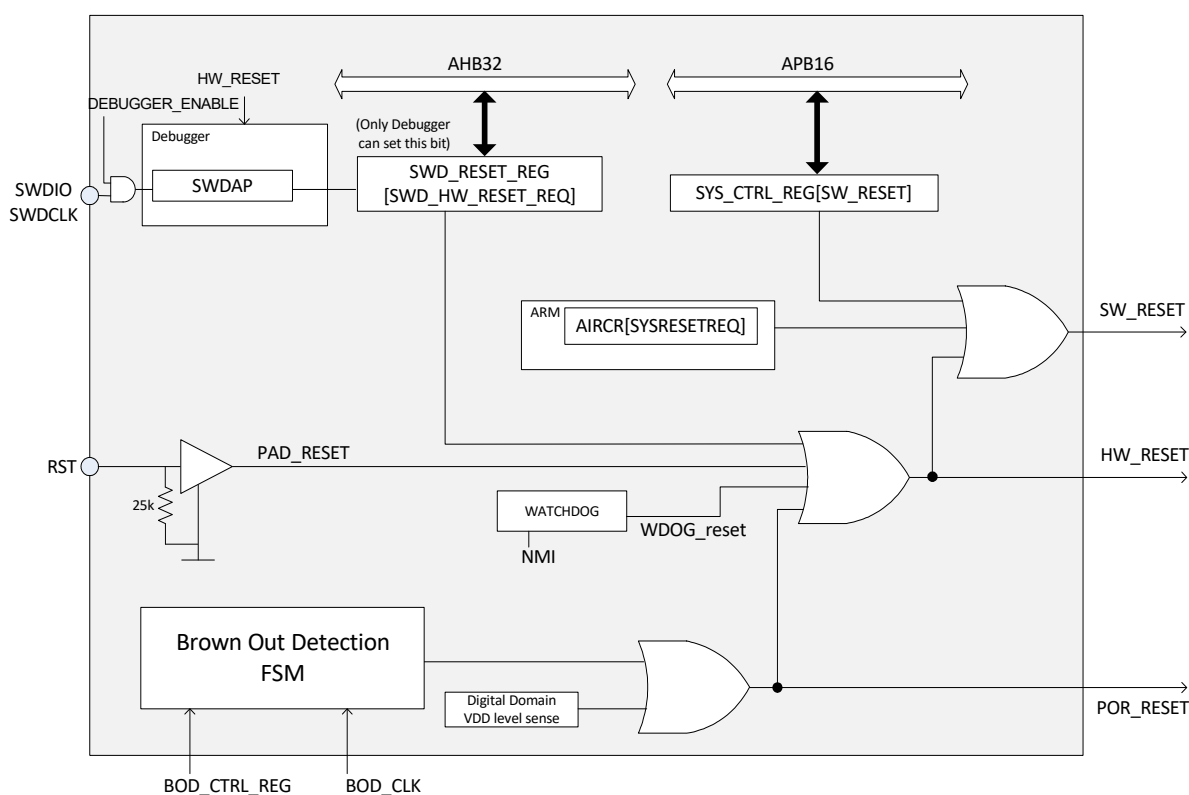 AHB32
APB16
HW_RESET
DEBUGGER_ENABLE
(Only Debugger
can set this bit)
Debugger
SWDAP
SWD_RESET_REG
[SWD_HW_RESET_REQ]
SYS_CTRL_REG[SW_RESET]
SWDIO
SWDCLK
ARM
AIRCR[SYSRESETREQ]
SW_RESET
RST
PAD_RESET
HW_RESET
25k
WATCHDOG
WDOG_reset
NMI
Brown Out Detection
FSM
Digital Domain
VDD level sense
POR_RESET
BOD_CTRL_REG
BOD_CLK